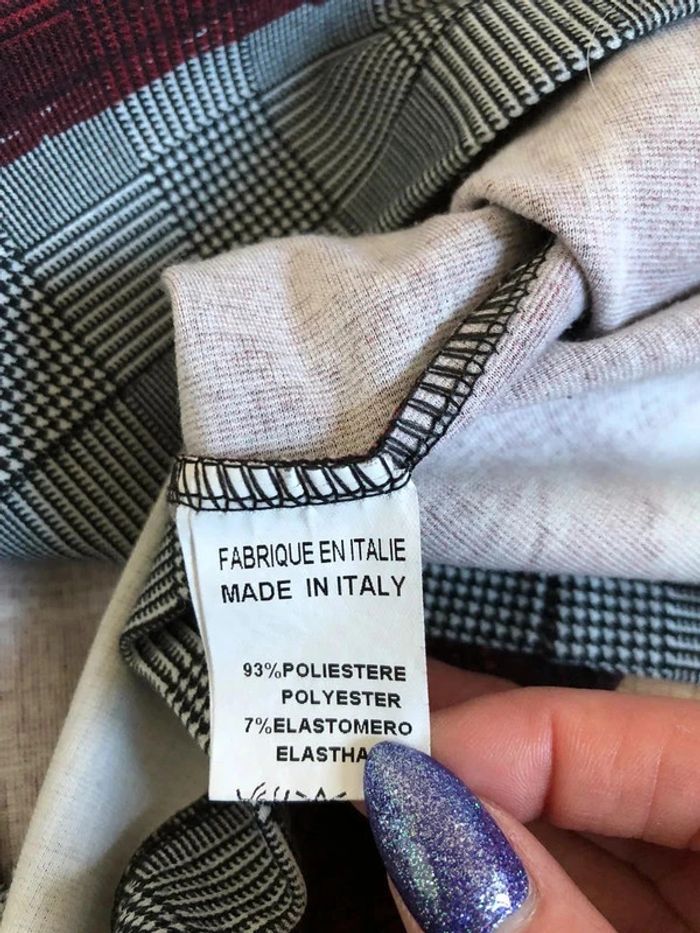 FABRIQUE EN ITALIE
MADE IN ITALY
93%POLIESTERE
POLYESTER
7%ELASTOMERO